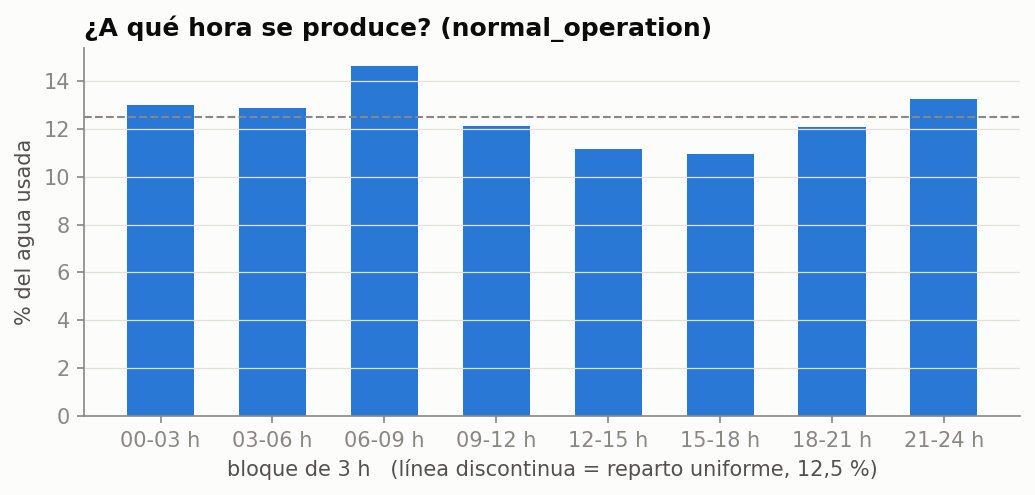 ¿A qué hora se produce? (normal_operation)
% del agua usada
14
12
10
8
6
4
2
0
00-03 h 03-06 h 06-09 h 09-12 h 12-15 h 15-18 h 18-21 h 21-24 h
bloque de 3 h (línea discontinua = reparto uniforme, 12,5 %)